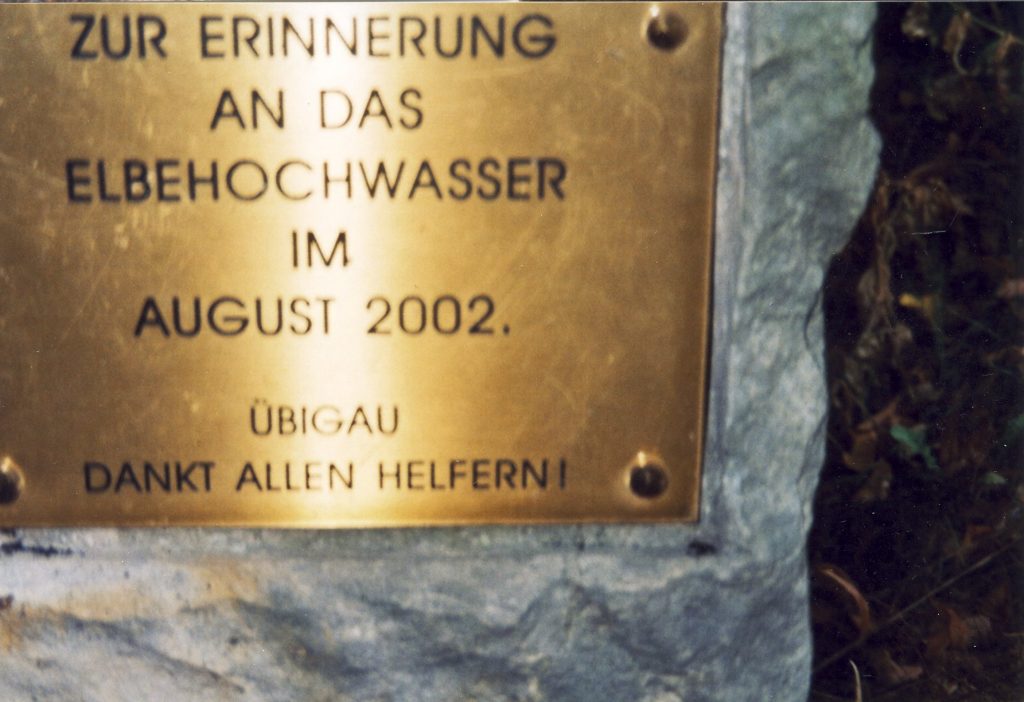 ZUR ERINNERUNG
AN DAS
ELBEHOCHWASSER
IM
AUGUST 2002.
ÜBIGAU
DANKT ALLEN HELFERN!